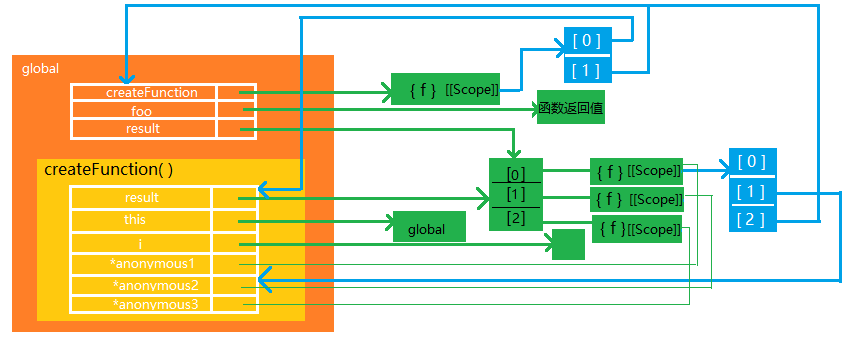 global
createFunction
foo
result
{ f } [[Scope]]
[ 0 ]
[ 1 ]
函数返回值
createFunction( )
result
this
i
*anonymous1
*anonymous2
*anonymous3
global
[0]
[1]
[2]
{ f } [[Scope]]
{ f } [[Scope]]
{ f } [[Scope]]
[ 0 ]
[ 1 ]
[ 2 ]